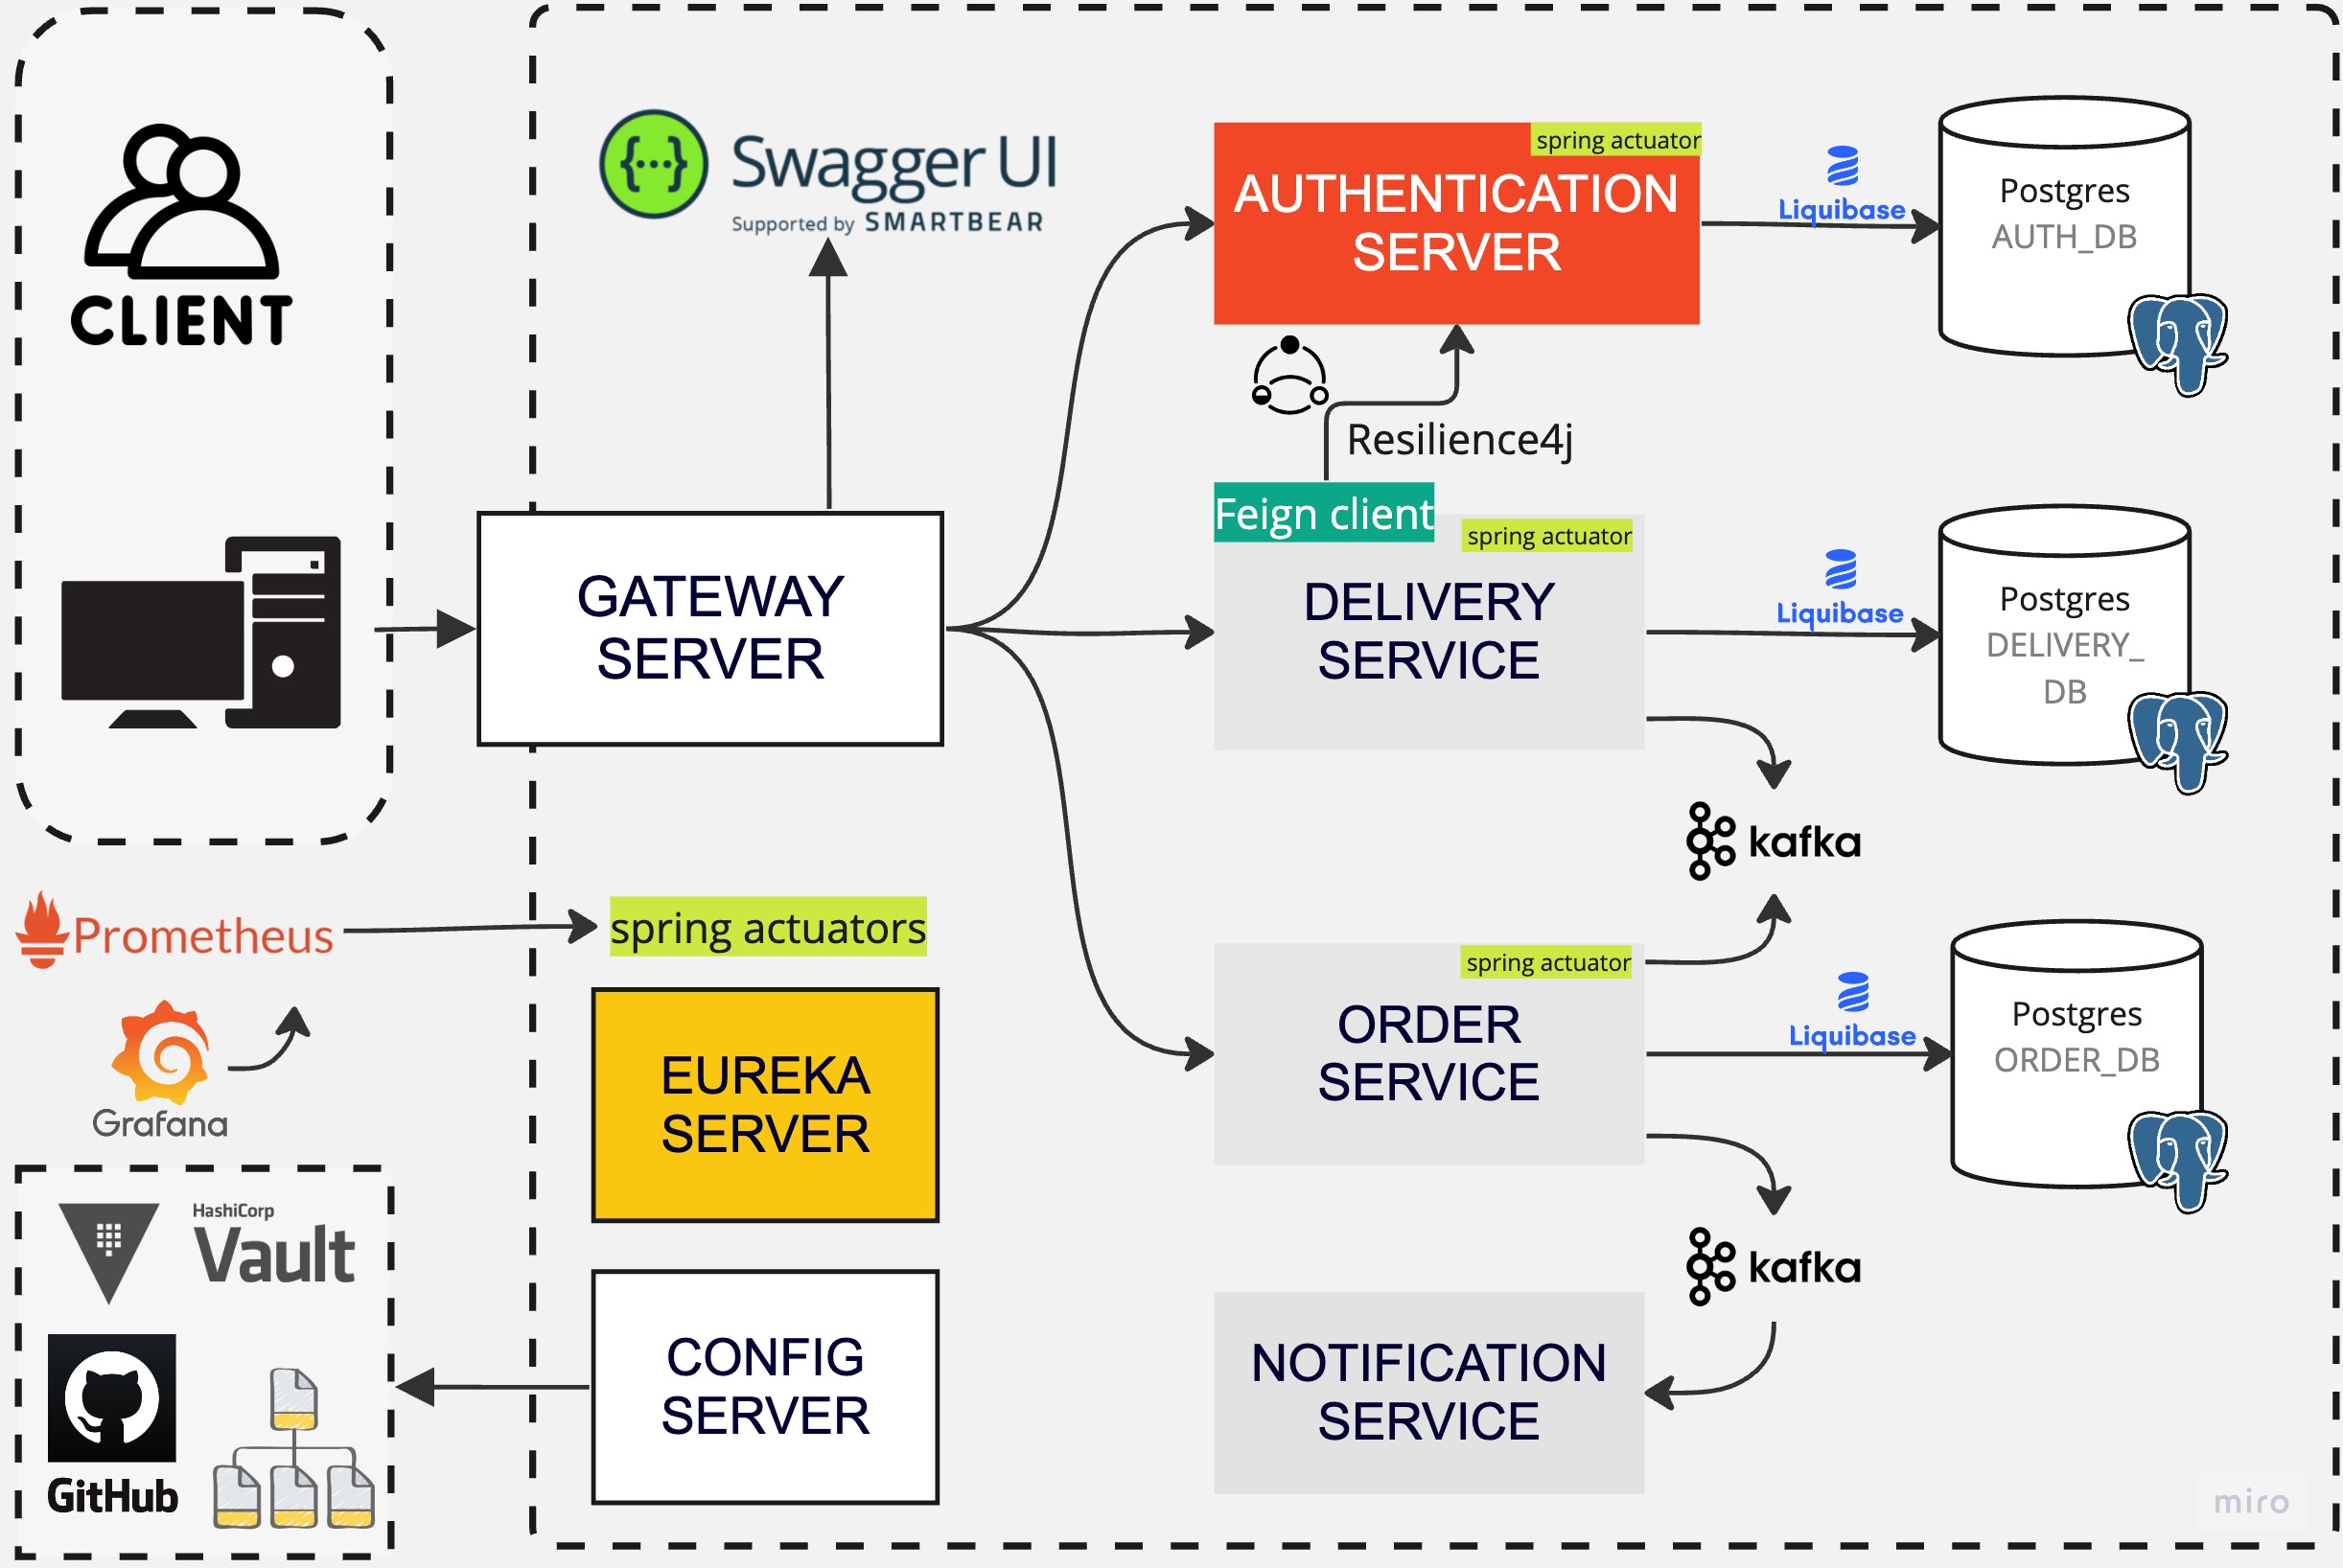 CLIENT
{···}
Swagger UI
Supported by SMARTBEAR
spring actuator
AUTHENTICATION
SERVER
Liquibase
Postgres
AUTH_DB
Resilience4j
Feign client
spring actuator
GATEWAY
SERVER
DELIVERY
SERVICE
Liquibase
Postgres
DELIVERY_
DB
kafka
Prometheus
spring actuators
Grafana
EUREKA
SERVER
spring actuator
ORDER
SERVICE
Liquibase
Postgres
ORDER_DB
HashiCorp
Vault
GitHub
CONFIG
SERVER
kafka
NOTIFICATION
SERVICE
miro